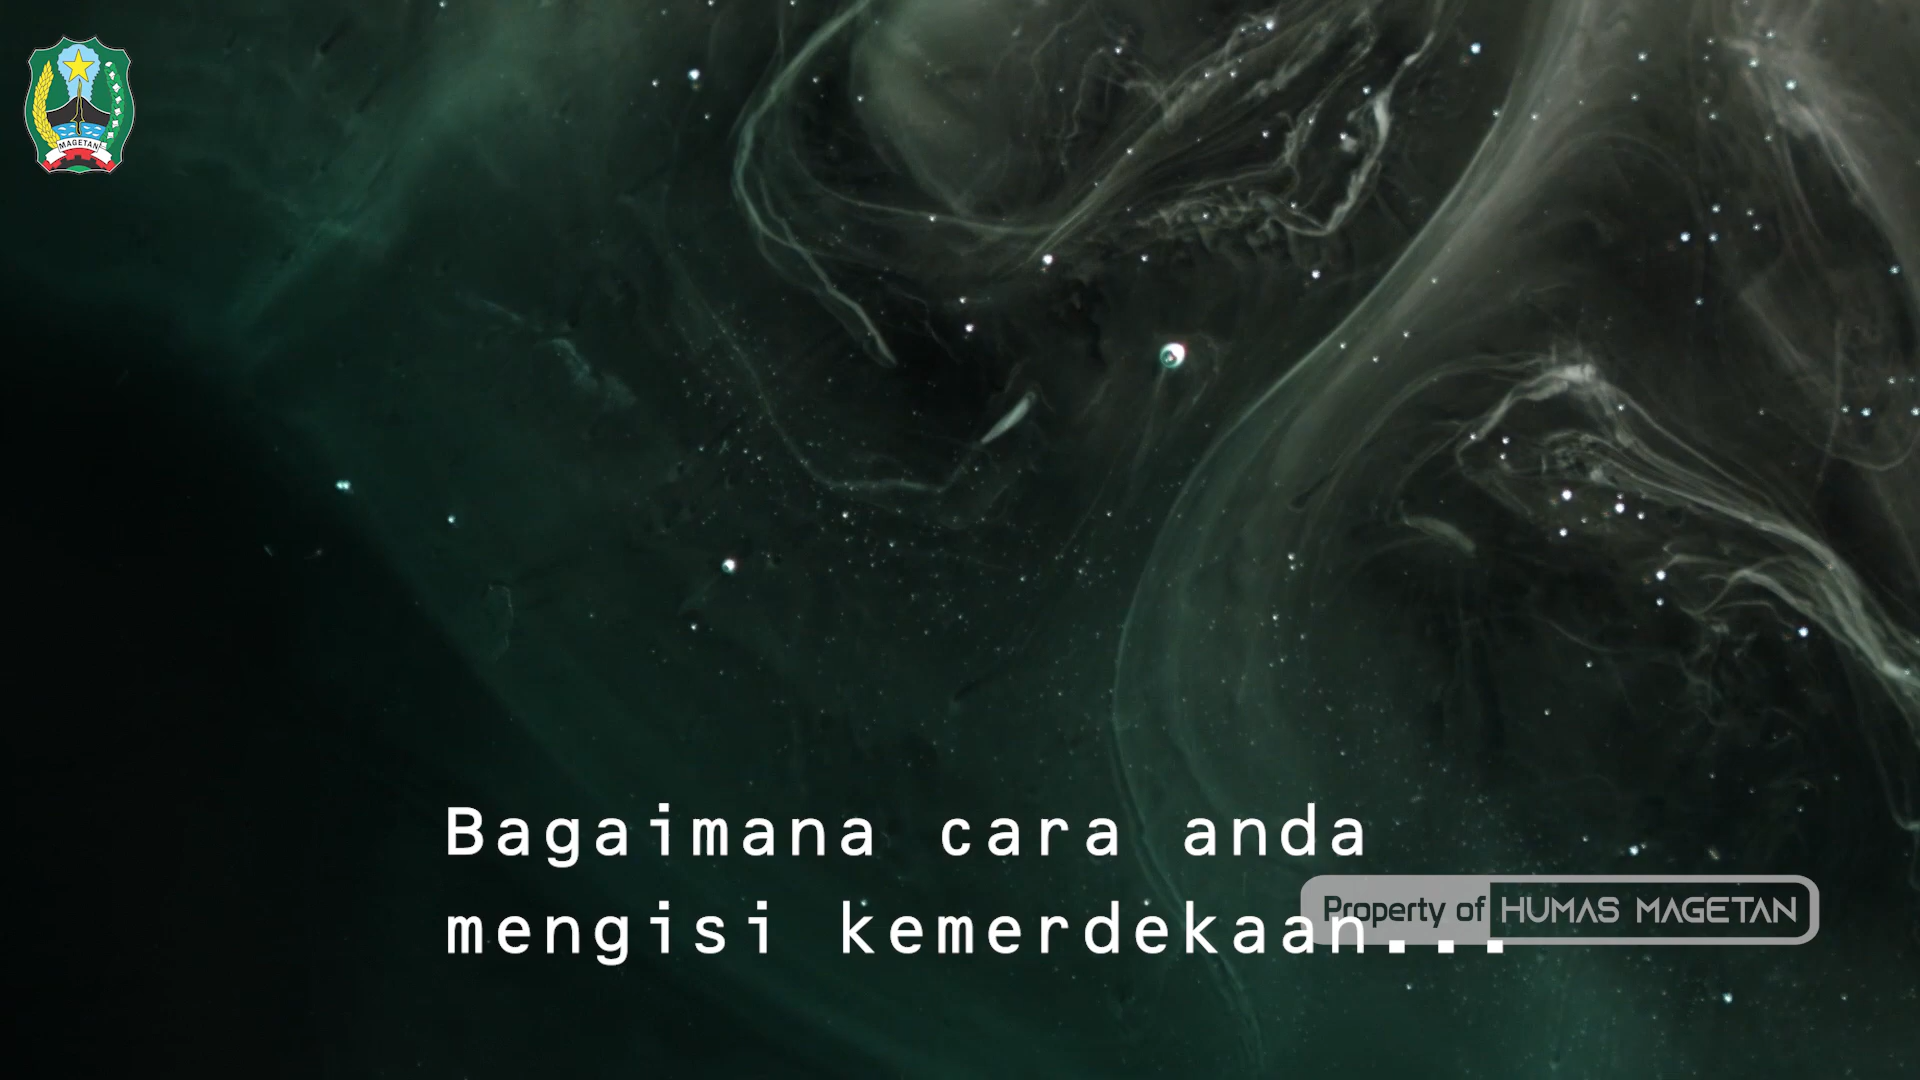 MAGETAN
Bagaimana cara anda
mengisi kemerdekaan...
Property of HUMAS MAGETAN